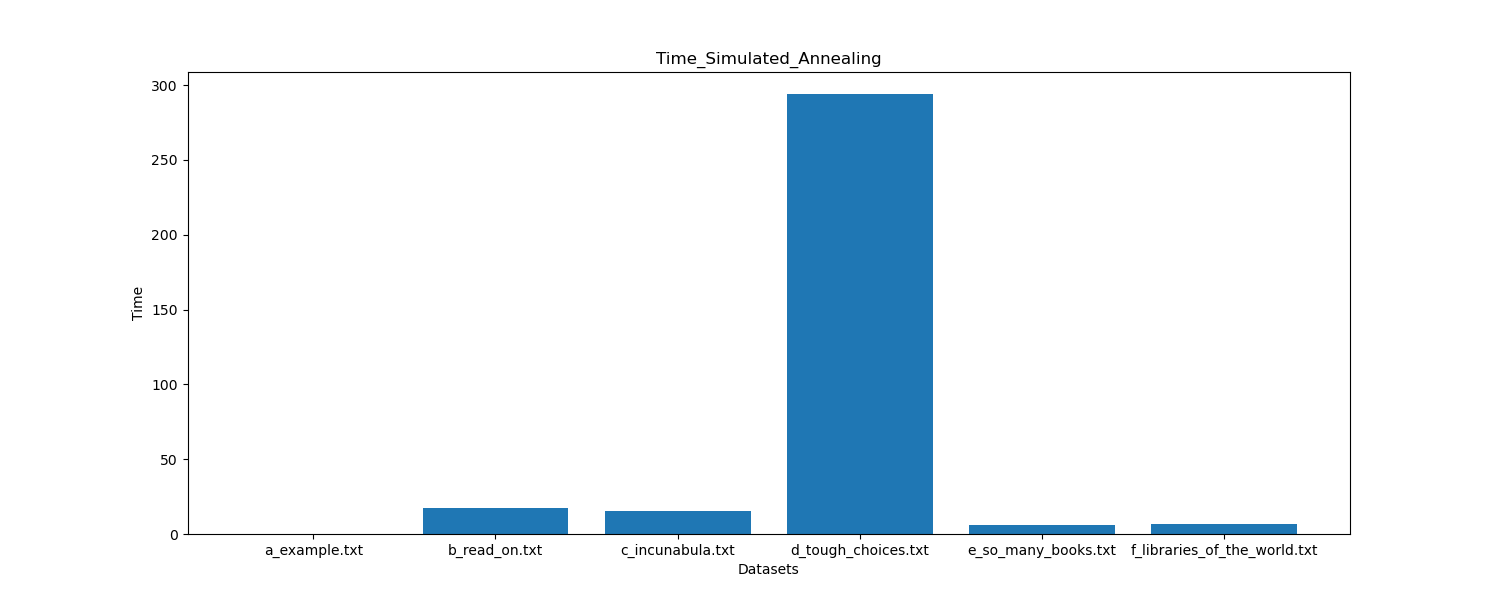 Time_Simulated_Annealing
300
250
200
150
100
50
0
Time
a_example.txt
b_read_on.txt
c_incunabula.txt
d_tough_choices.txt
e_so_many_books.txt
f_libraries_of_the_world.txt
Datasets